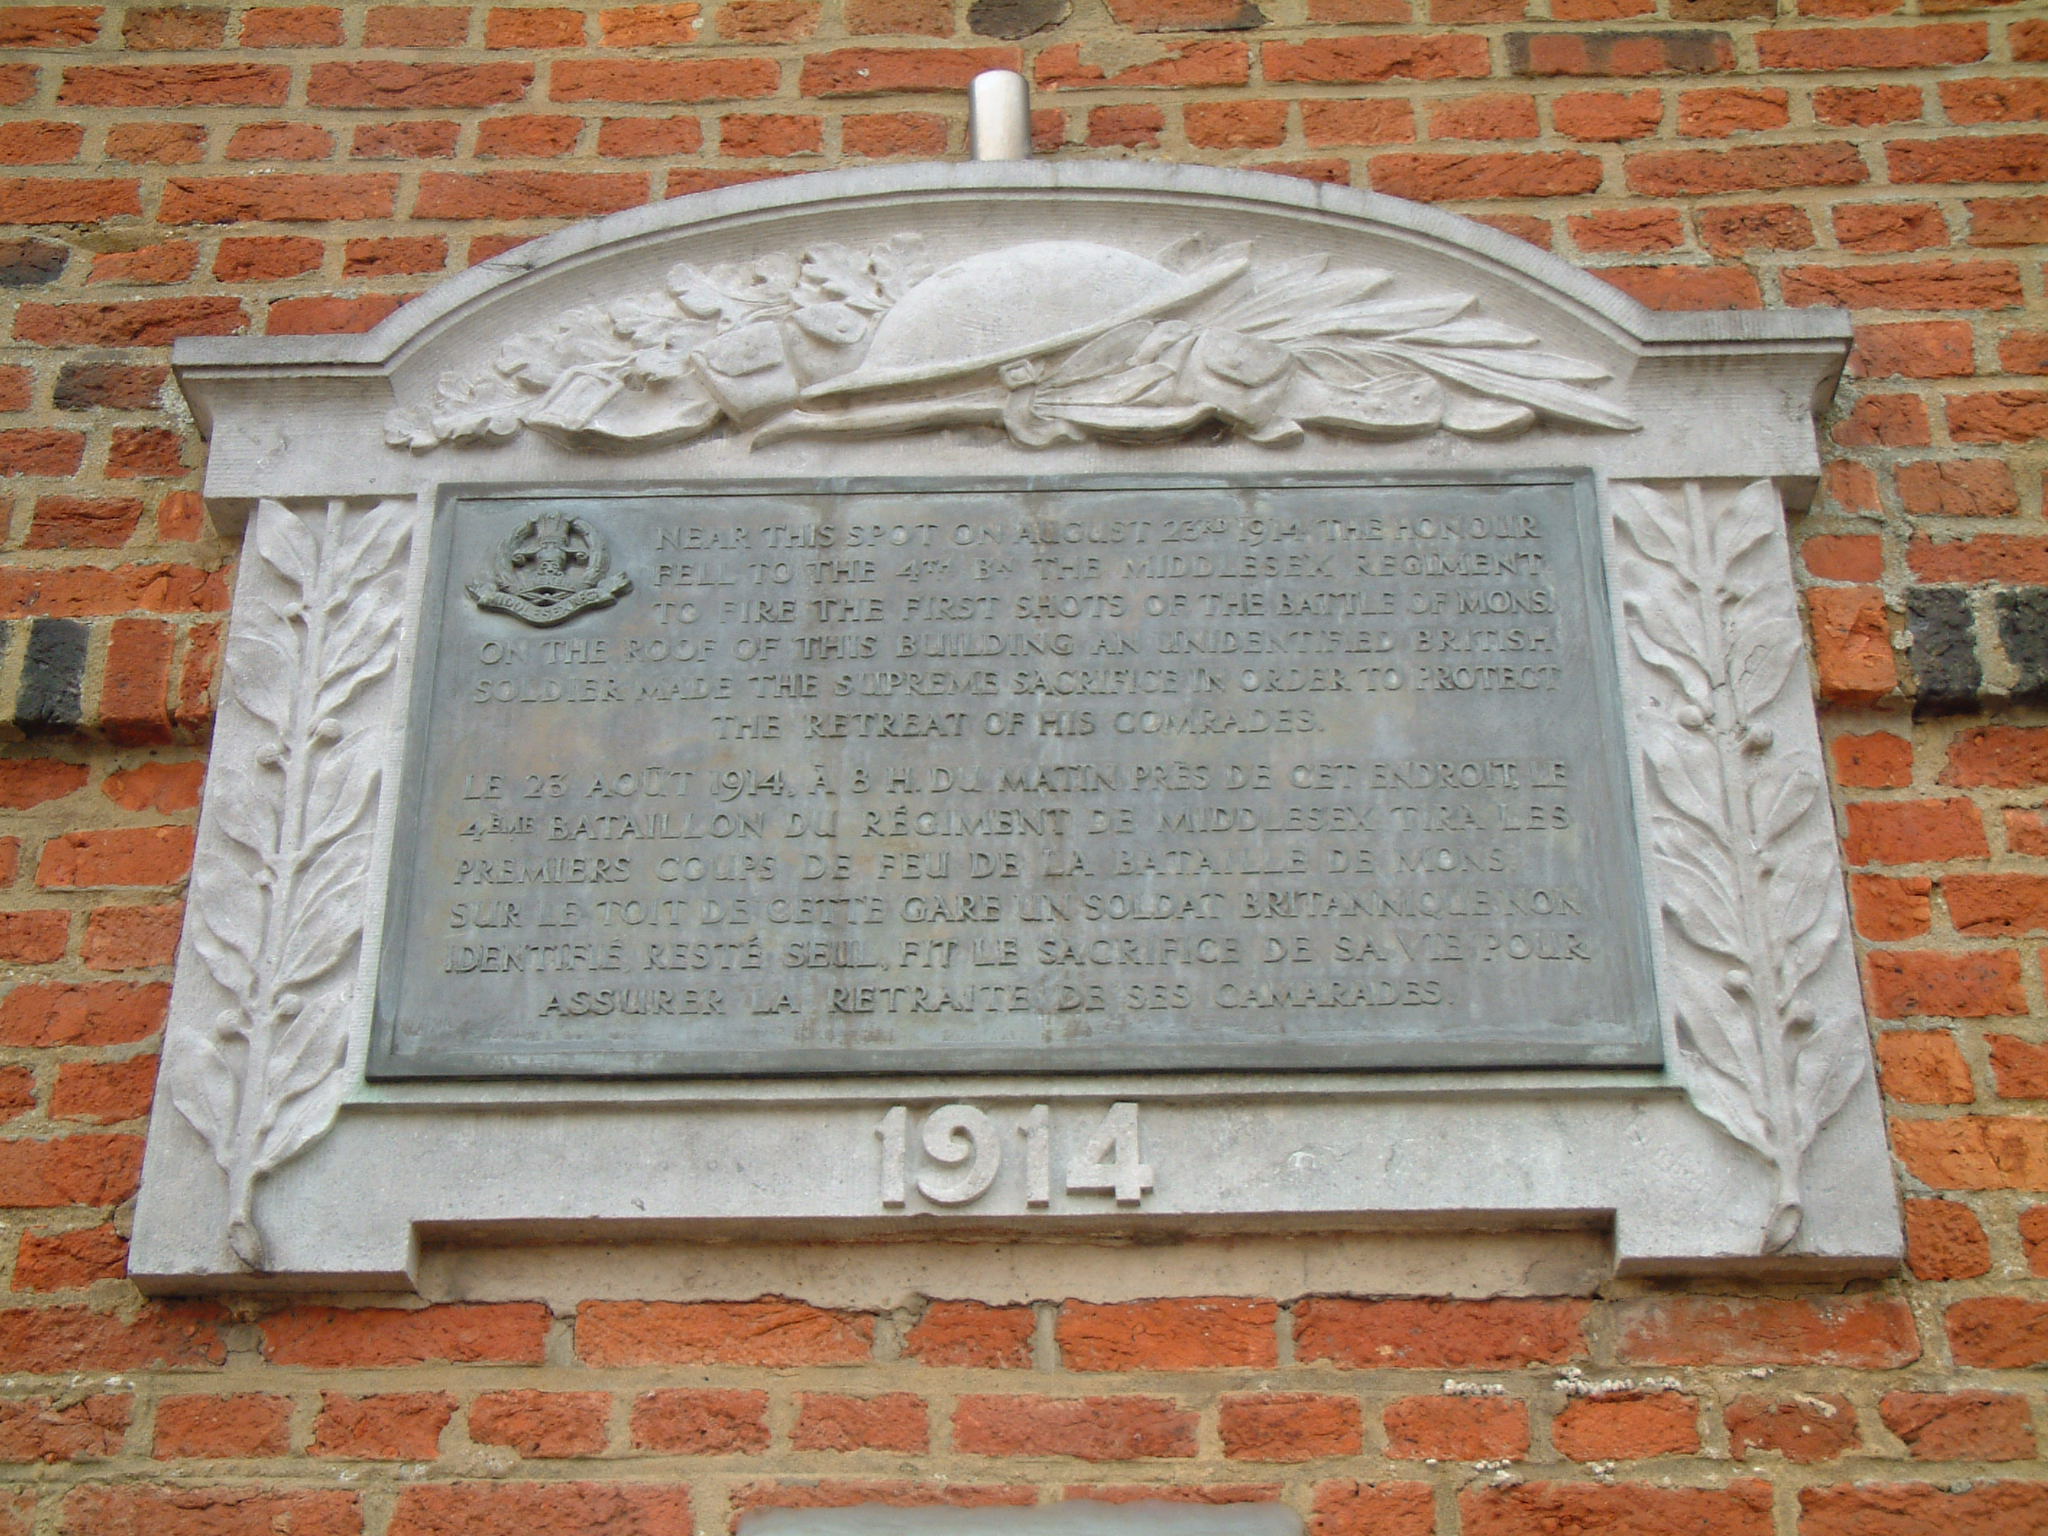 NEAR THIS SPOT ON AUGUST 23RD 1914, THE HONOUR
FELL TO THE 4TH BN THE MIDDLESEX REGIMENT
TO FIRE THE FIRST SHOTS OF THE BATTLE OF MONS.
ON THE ROOF OF THIS BUILDING AN UNIDENTIFIED BRITISH
SOLDIER MADE THE SUPREME SACRIFICE IN ORDER TO PROTECT
THE RETREAT OF HIS COMRADES.
LE 23 AOÛT 1914, À 8 H. DU MATIN PRÈS DE CET ENDROIT, LE
4ÈME BATAILLON DU RÉGIMENT DE MIDDLESEX TIRA LES
PREMIERS COUPS DE FEU DE LA BATAILLE DE MONS.
SUR LE TOIT DE CETTE GARE UN SOLDAT BRITANNIQUE NON
IDENTIFIÉ, RESTÉ SEUL, FIT LE SACRIFICE DE SA VIE POUR
ASSURER LA RETRAITE DE SES CAMARADES.
MIDDLESEX REGT
1914